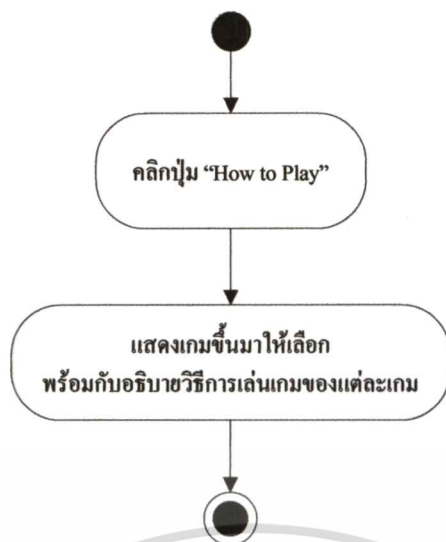 คลิกปุ่ม “How to Play”
แสดงเกมขึ้นมาให้เลือก
พร้อมกับอธิบายวิธีการเล่นเกมของแต่ละเกม